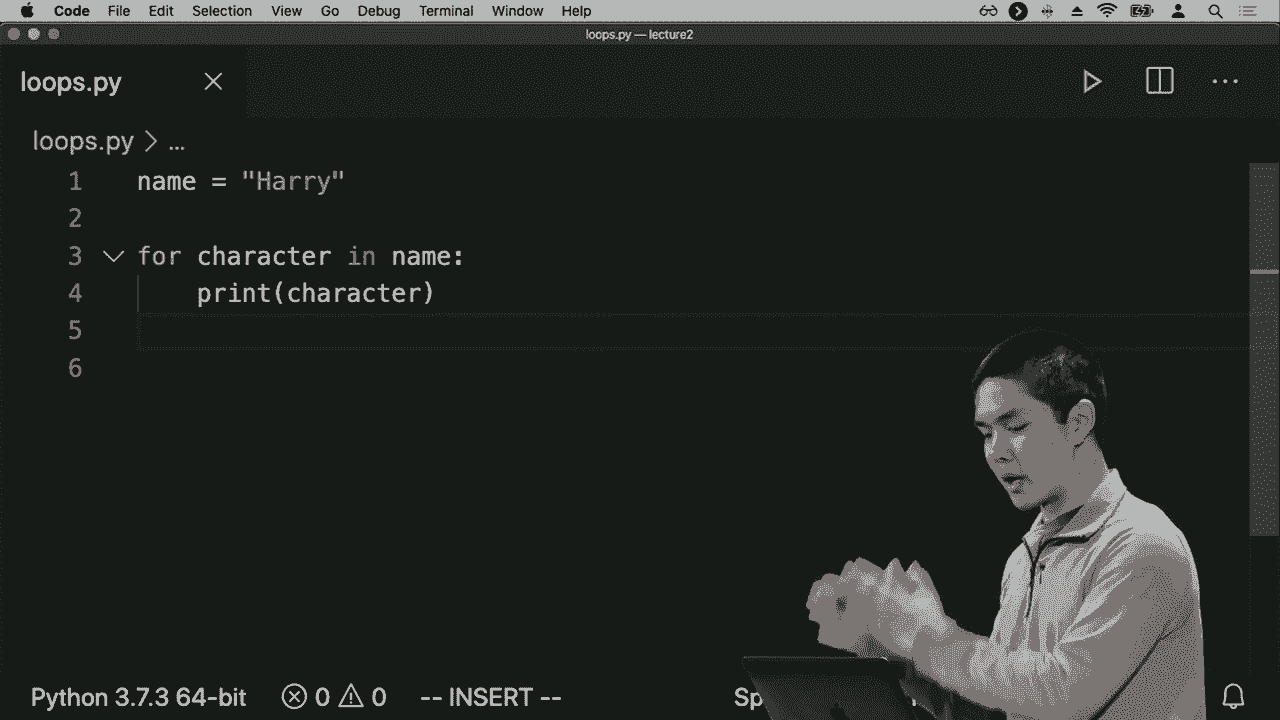 Code File Edit Selection View Go Debug Terminal Window Help
loops.py — lecture2
loops.py
loops.py > ...
1 name = "Harry"
2
3 for character in name:
4 print(character)
5
6
Python 3.7.3 64-bit 0 0 -- INSERT --